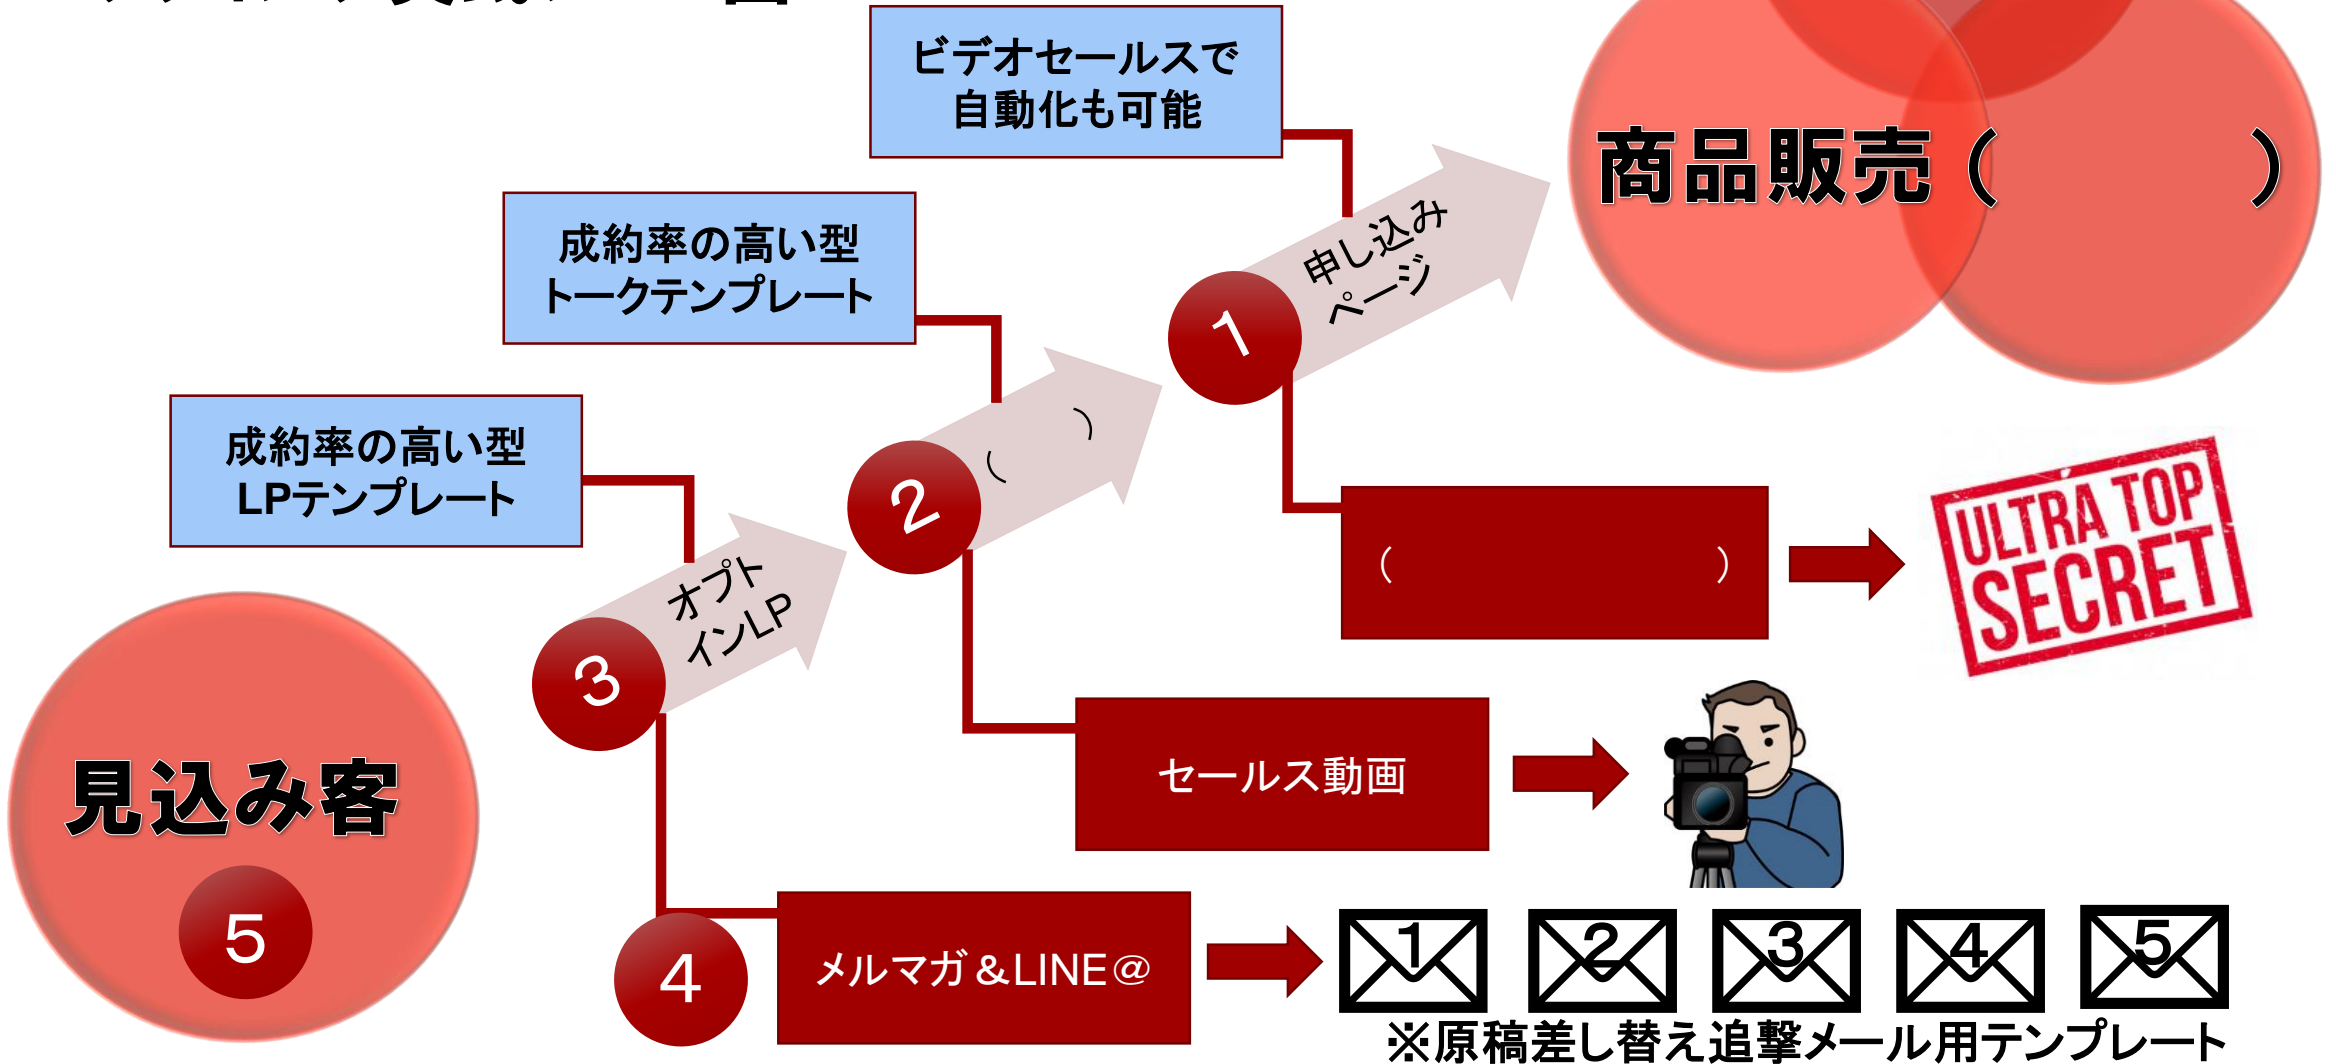 ビデオセールスで
自動化も可能
商品販売（　　　）
成約率の高い型
トークテンプレート
申し込み
ページ
1
成約率の高い型
LPテンプレート
（　　）
2
オプト
インLP
3
（　　　　　　　）
ULTRA TOP
SECRET
見込み客
5
セールス動画
4
メルマガ＆LINE@
1 2 3 4 5
※原稿差し替え追撃メール用テンプレート